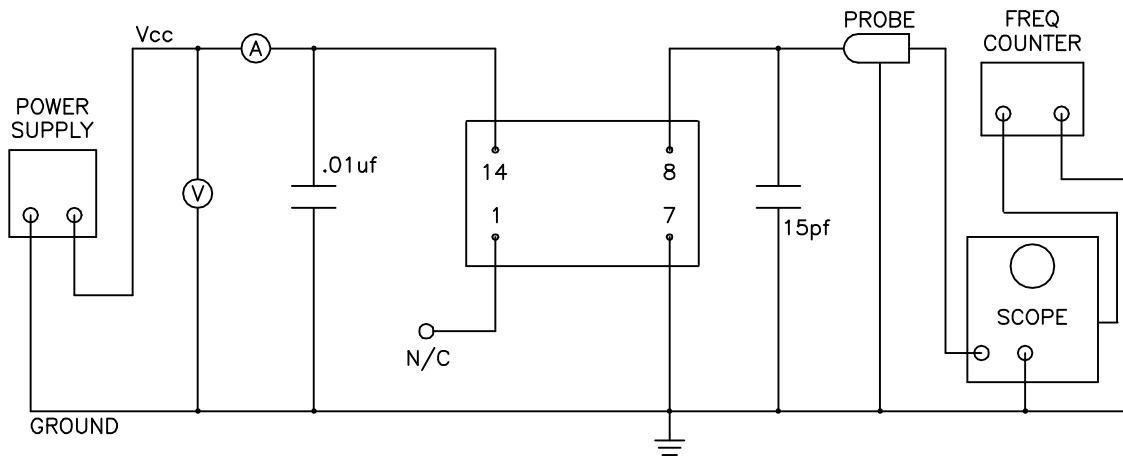 Vcc
A
PROBE
FREQ
COUNTER
POWER
SUPPLY
.01uf
V
14
8
1
7
15pf
SCOPE
N/C
GROUND